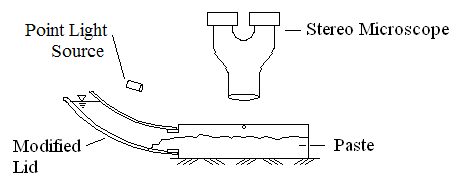 Point Light
Source
Stereo Microscope
Modified
Lid
Paste